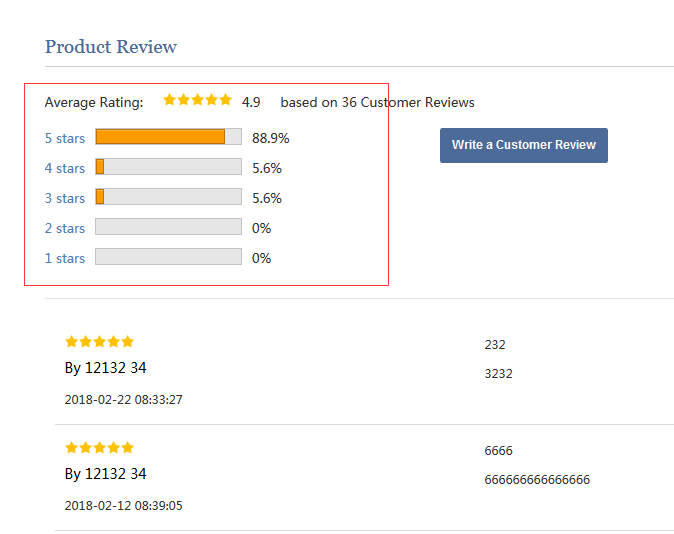 Product Review
Average Rating: 4.9 based on 36 Customer Reviews
5 stars 88.9%
Write a Customer Review
4 stars 5.6%
3 stars 5.6%
2 stars 0%
1 stars 0%
232
By 12132 34
3232
2018-02-22 08:33:27
6666
By 12132 34
666666666666666
2018-02-12 08:39:05